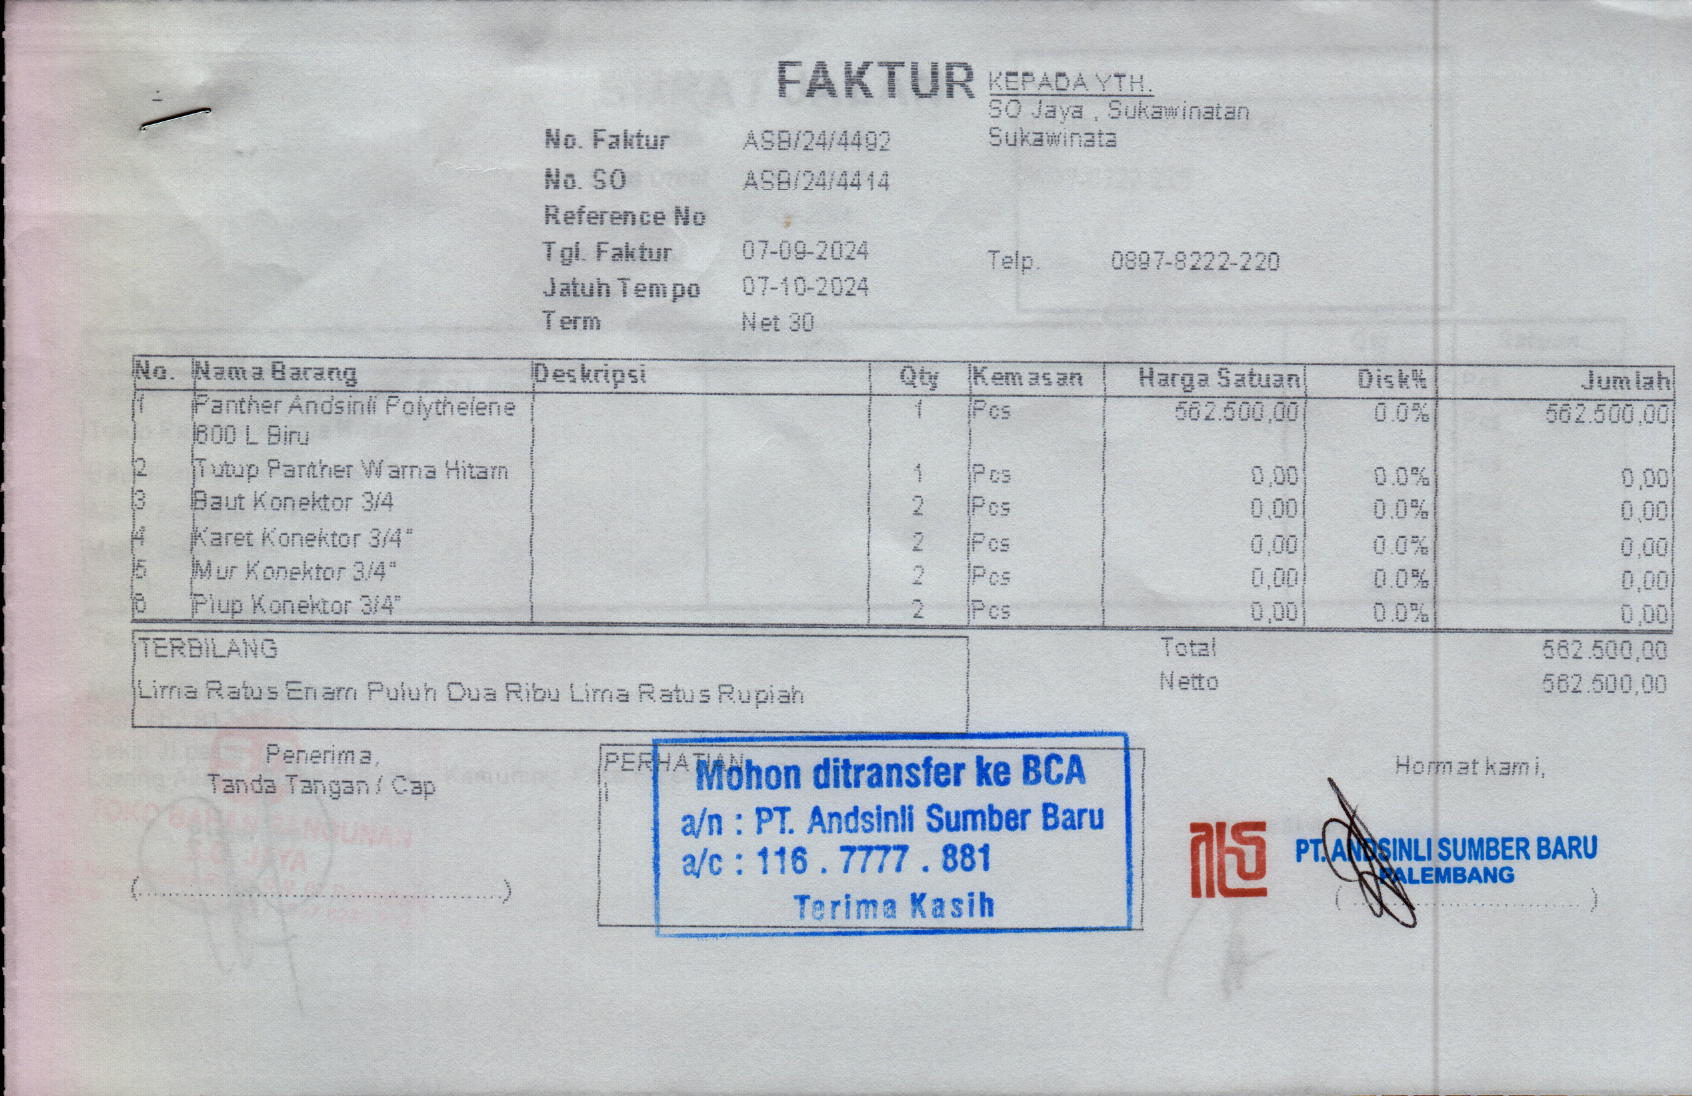 FAKTUR
KEPADA YTH.
SO Jaya , Sukawinatan
Sukawinata
No. Faktur ASB/24/4492
No. SO ASB/24/4414
Reference No
Tgl. Faktur 07-09-2024
Telp. 0897-8222-220
Jatuh Tempo 07-10-2024
Term Net 30
No. Nama Barang Deskripsi Qty Kemasan Harga Satuan Disk% Jumlah
1 Panther Andsinli Polythelene 1 Pcs 562.500,00 0.0% 562.500,00
600 L Biru
2 Tutup Panther Warna Hitam 1 Pcs 0,00 0.0% 0,00
3 Baut Konektor 3/4 2 Pcs 0,00 0.0% 0,00
4 Karet Konektor 3/4" 2 Pcs 0,00 0.0% 0,00
5 Mur Konektor 3/4" 2 Pcs 0,00 0.0% 0,00
6 Plup Konektor 3/4" 2 Pcs 0,00 0.0% 0,00
TERBILANG
Total 562.500,00
Lima Ratus Enam Puluh Dua Ribu Lima Ratus Rupiah
Netto 562.500,00
Penerima,
Tanda Tangan / Cap
PERHATIAN
Mohon ditransfer ke BCA
a/n : PT. Andsinli Sumber Baru
a/c : 116 . 7777 . 881
Terima Kasih
Hormat kami,
PT. ANDSINLI SUMBER BARU
PALEMBANG